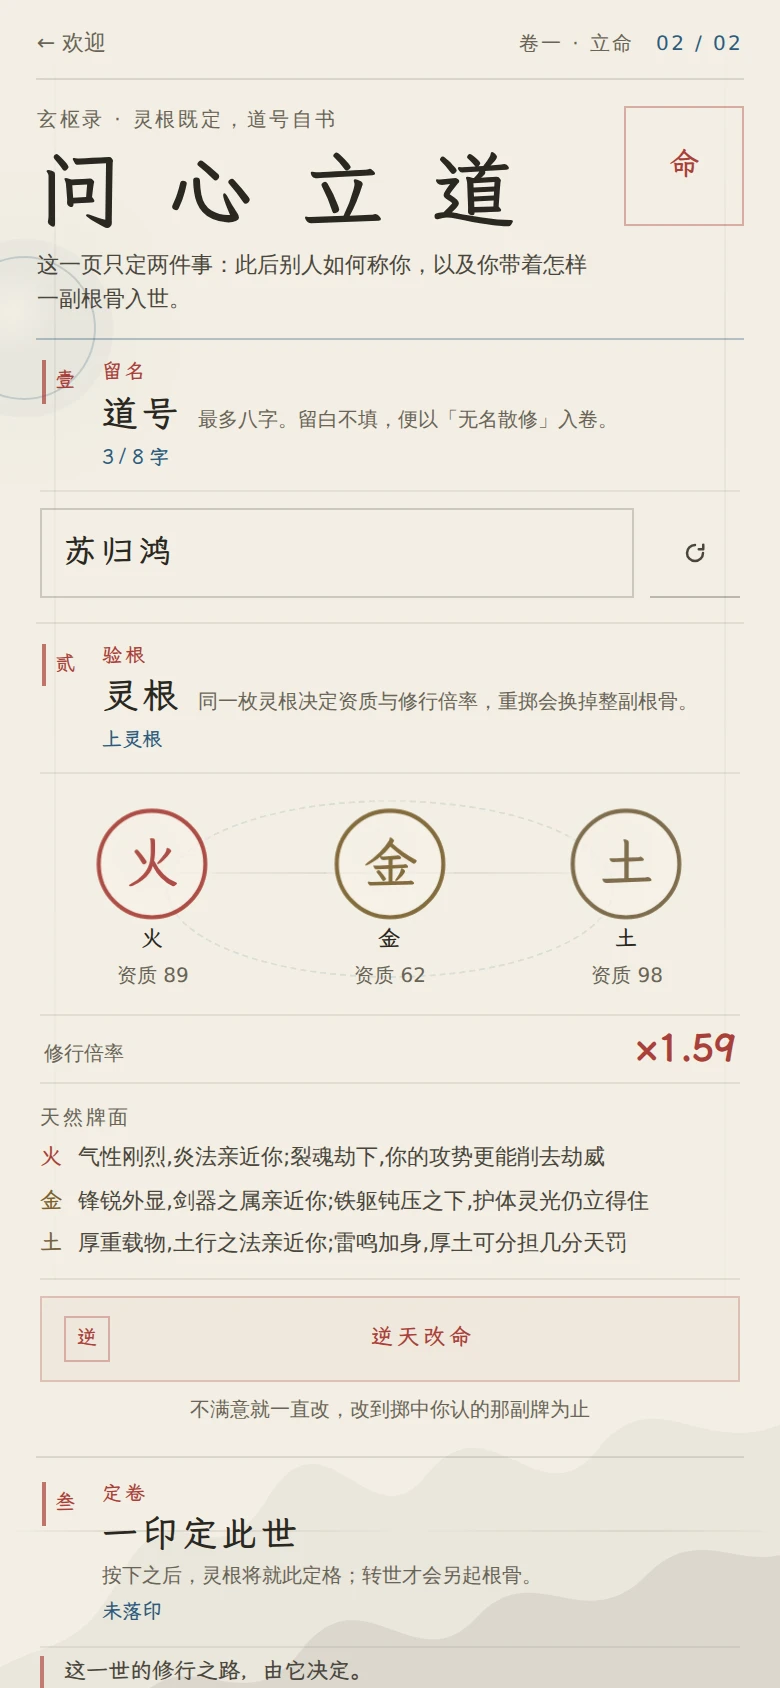 ← 欢迎
卷一 · 立命 02 / 02
玄枢录 · 灵根既定，道号自书
命
问心立道
这一页只定两件事：此后别人如何称你，以及你带着怎样
一副根骨入世。
壹 留名
道号 最多八字。留白不填，便以「无名散修」入卷。
3 / 8 字
苏归鸿
贰 验根
灵根 同一枚灵根决定资质与修行倍率，重掷会换掉整副根骨。
上灵根
火 金 土
火 金 土
资质 89 资质 62 资质 98
修行倍率 ×1.59
天然牌面
火 气性刚烈,炎法亲近你;裂魂劫下,你的攻势更能削去劫威
金 锋锐外显,剑器之属亲近你;铁躯钝压之下,护体灵光仍立得住
土 厚重载物,土行之法亲近你;雷鸣加身,厚土可分担几分天罚
逆 逆天改命
不满意就一直改，改到掷中你认的那副牌为止
叁 定卷
一印定此世
按下之后，灵根将就此定格；转世才会另起根骨。
未落印
这一世的修行之路，由它决定。